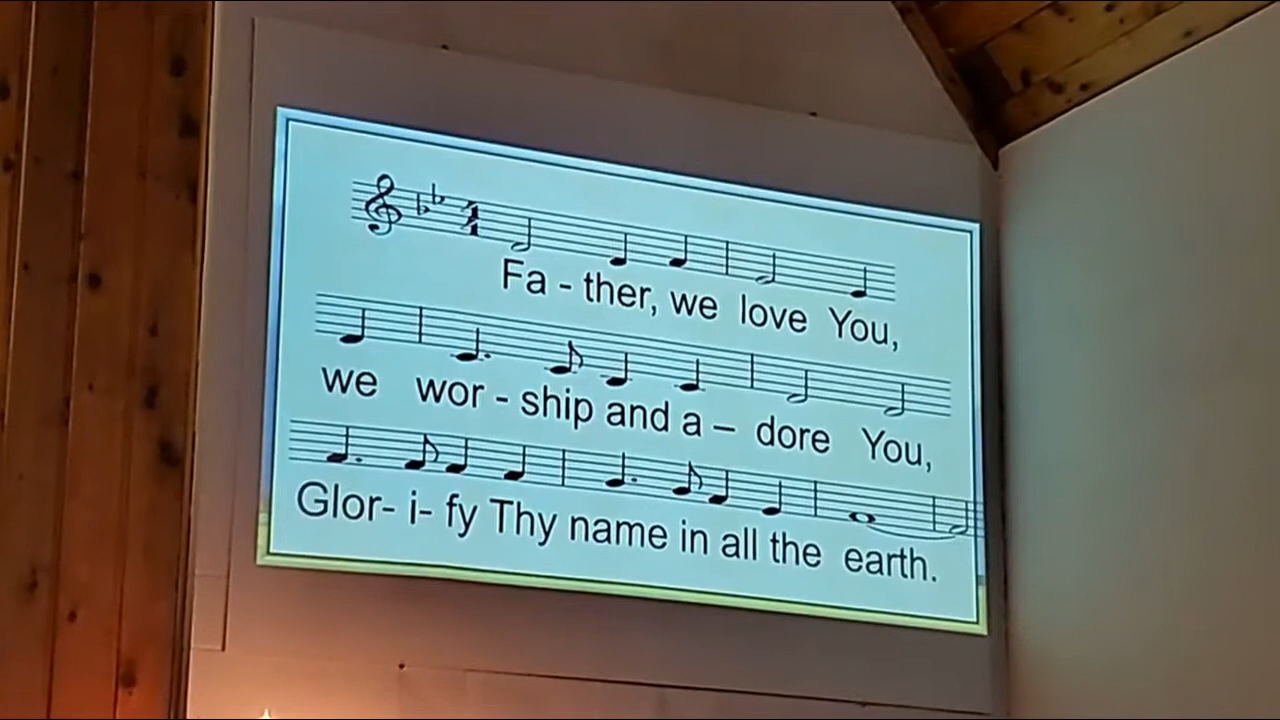 Fa - ther, we love You,
we wor - ship and a – dore You,
Glor- i- fy Thy name in all the earth.